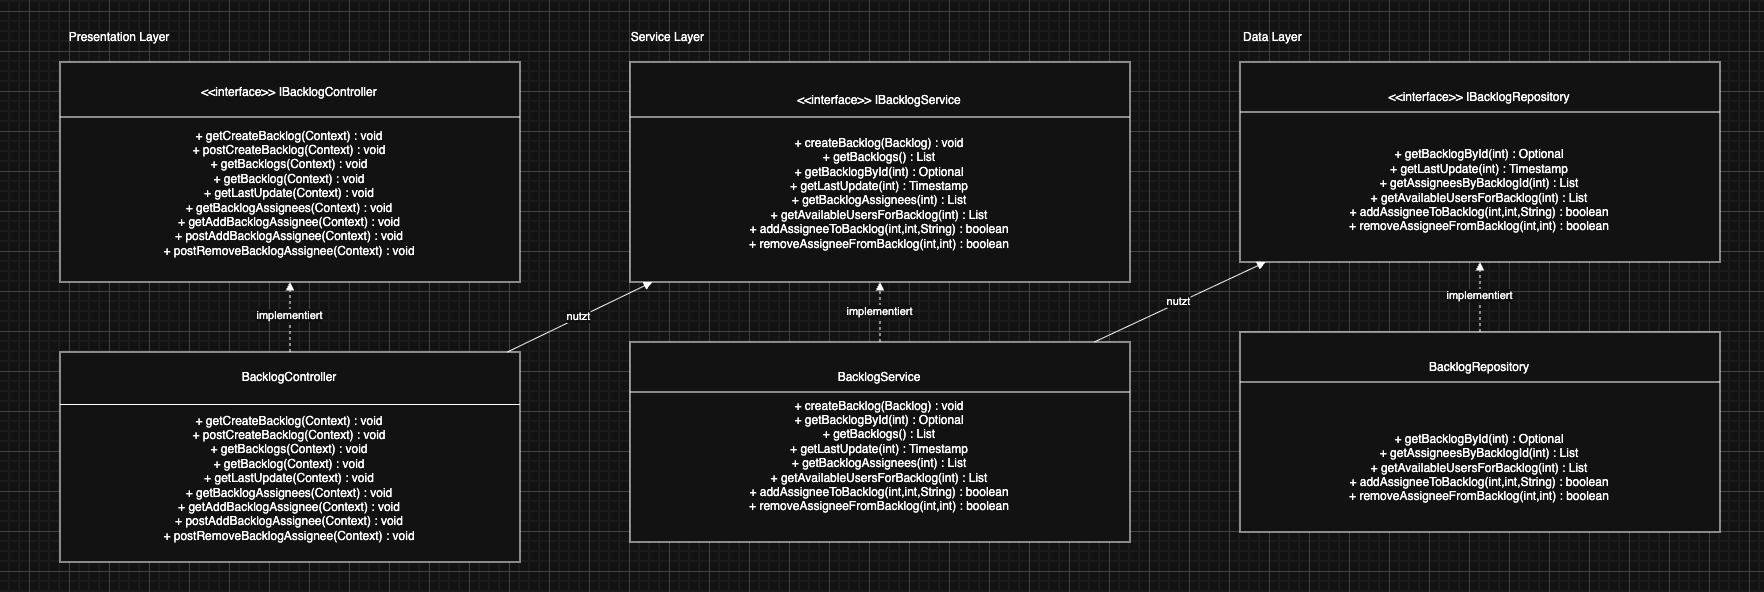 Presentation Layer
<<interface>> IBacklogController
+ getCreateBacklog(Context) : void
+ postCreateBacklog(Context) : void
+ getBacklogs(Context) : void
+ getBacklog(Context) : void
+ getLastUpdate(Context) : void
+ getBacklogAssignees(Context) : void
+ getAddBacklogAssignee(Context) : void
+ postAddBacklogAssignee(Context) : void
+ postRemoveBacklogAssignee(Context) : void
implementiert
BacklogController
+ getCreateBacklog(Context) : void
+ postCreateBacklog(Context) : void
+ getBacklogs(Context) : void
+ getBacklog(Context) : void
+ getLastUpdate(Context) : void
+ getBacklogAssignees(Context) : void
+ getAddBacklogAssignee(Context) : void
+ postAddBacklogAssignee(Context) : void
+ postRemoveBacklogAssignee(Context) : void
nutzt
Service Layer
<<interface>> IBacklogService
+ createBacklog(Backlog) : void
+ getBacklogs() : List
+ getBacklogById(int) : Optional
+ getLastUpdate(int) : Timestamp
+ getBacklogAssignees(int) : List
+ getAvailableUsersForBacklog(int) : List
+ addAssigneeToBacklog(int,int,String) : boolean
+ removeAssigneeFromBacklog(int,int) : boolean
implementiert
BacklogService
+ createBacklog(Backlog) : void
+ getBacklogById(int) : Optional
+ getBacklogs() : List
+ getLastUpdate(int) : Timestamp
+ getBacklogAssignees(int) : List
+ getAvailableUsersForBacklog(int) : List
+ addAssigneeToBacklog(int,int,String) : boolean
+ removeAssigneeFromBacklog(int,int) : boolean
nutzt
Data Layer
<<interface>> IBacklogRepository
+ getBacklogById(int) : Optional
+ getLastUpdate(int) : Timestamp
+ getAssigneesByBacklogId(int) : List
+ getAvailableUsersForBacklog(int) : List
+ addAssigneeToBacklog(int,int,String) : boolean
+ removeAssigneeFromBacklog(int,int) : boolean
implementiert
BacklogRepository
+ getBacklogById(int) : Optional
+ getAssigneesByBacklogId(int) : List
+ getAvailableUsersForBacklog(int) : List
+ addAssigneeToBacklog(int,int,String) : boolean
+ removeAssigneeFromBacklog(int,int) : boolean